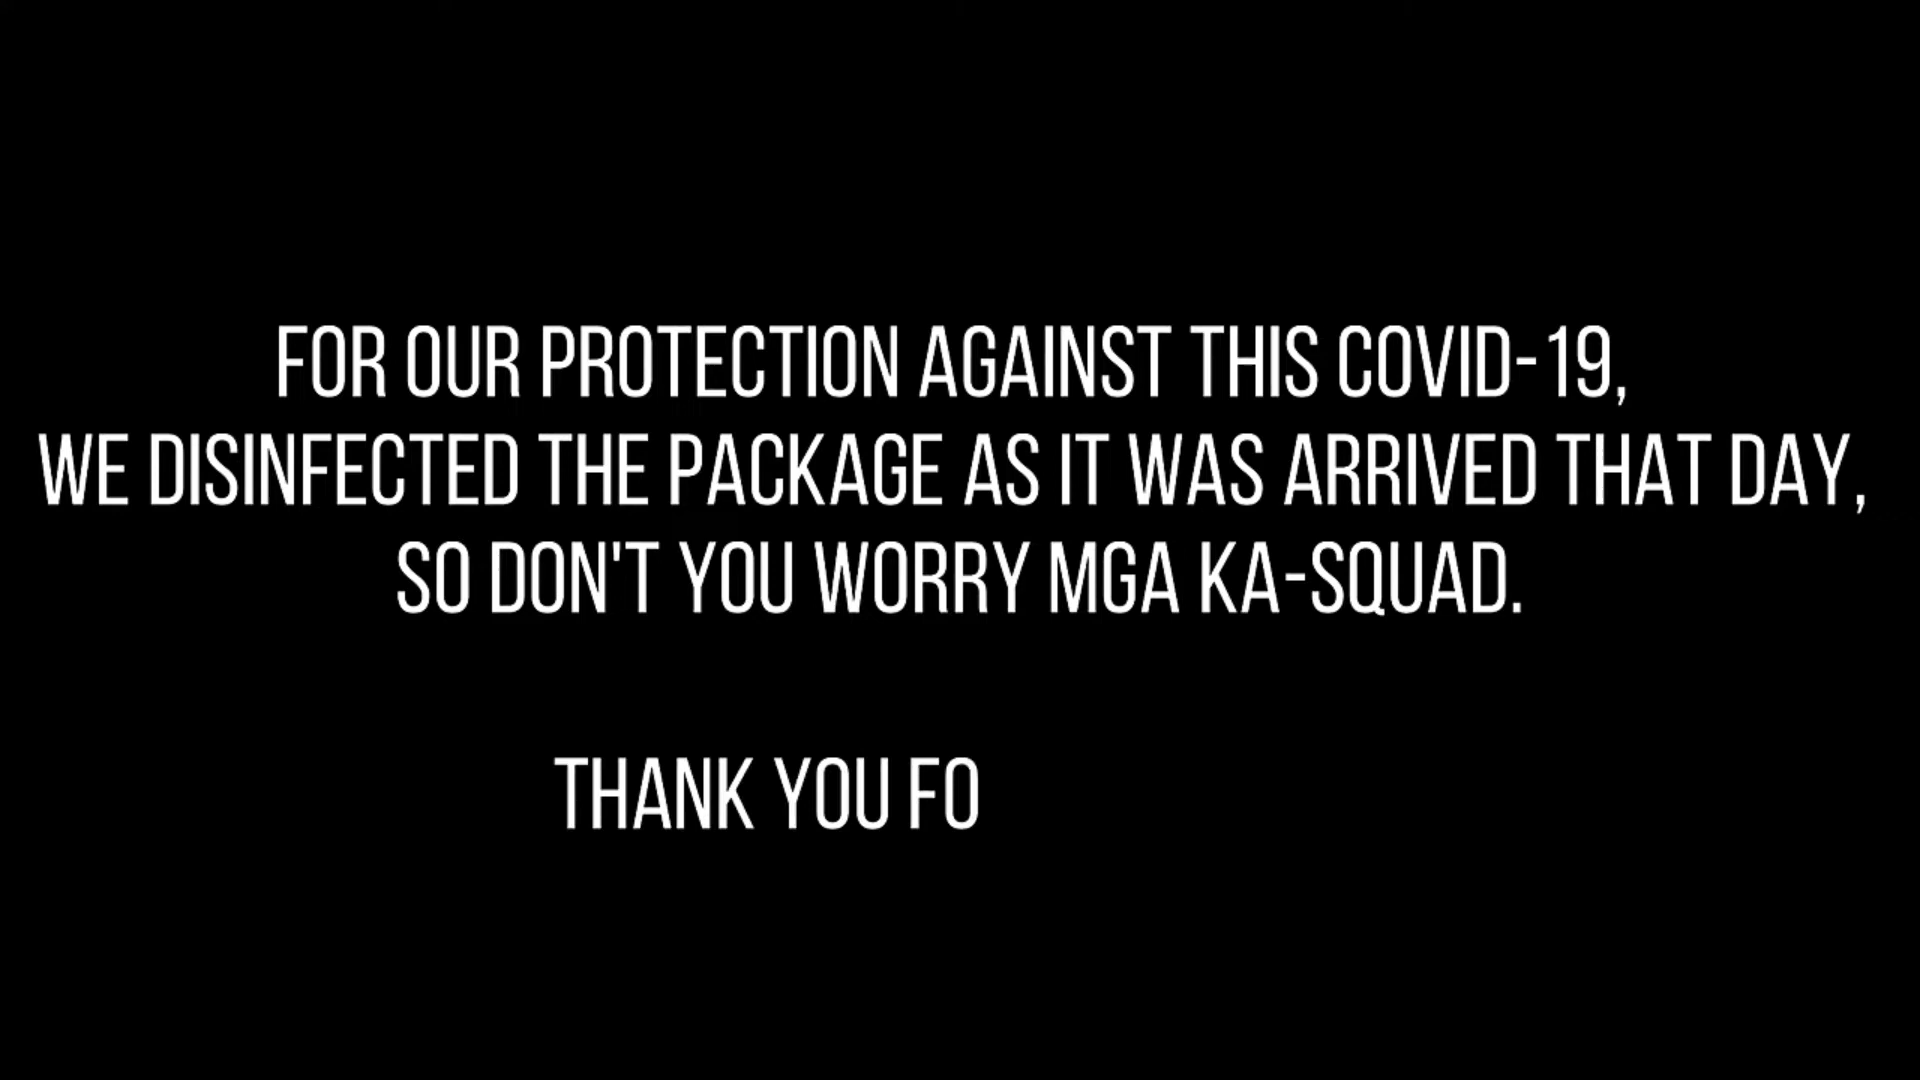 FOR OUR PROTECTION AGAINST THIS COVID-19,
WE DISINFECTED THE PACKAGE AS IT WAS ARRIVED THAT DAY,
SO DON'T YOU WORRY MGA KA-SQUAD.
THANK YOU FO